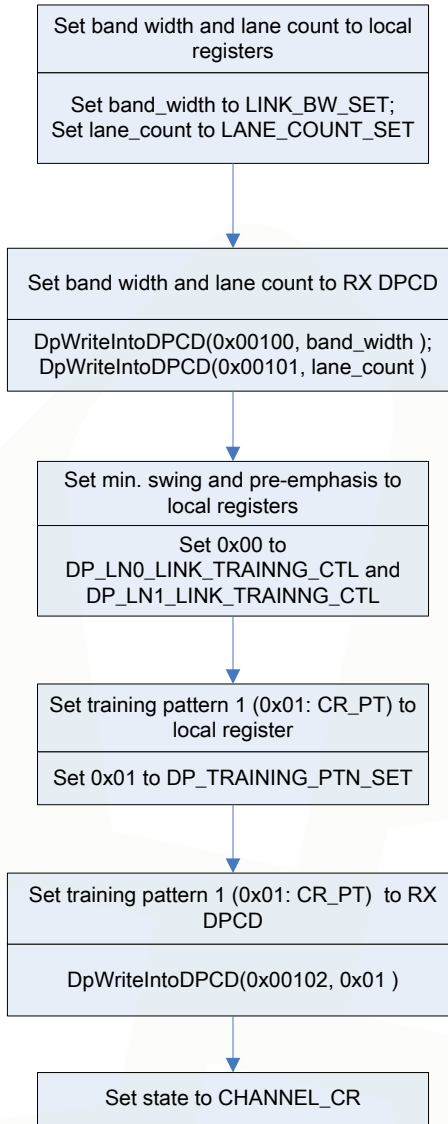 Set band width and lane count to local
registers
Set band_width to LINK_BW_SET;
Set lane_count to LANE_COUNT_SET
Set band width and lane count to RX DPCD
DpWriteIntoDPCD(0x00100, band_width );
DpWriteIntoDPCD(0x00101, lane_count )
Set min. swing and pre-emphasis to
local registers
Set 0x00 to
DP_LN0_LINK_TRAINNG_CTL and
DP_LN1_LINK_TRAINNG_CTL
Set training pattern 1 (0x01: CR_PT) to
local register
Set 0x01 to DP_TRAINING_PTN_SET
Set training pattern 1 (0x01: CR_PT)  to RX
DPCD
DpWriteIntoDPCD(0x00102, 0x01 )
Set state to CHANNEL_CR